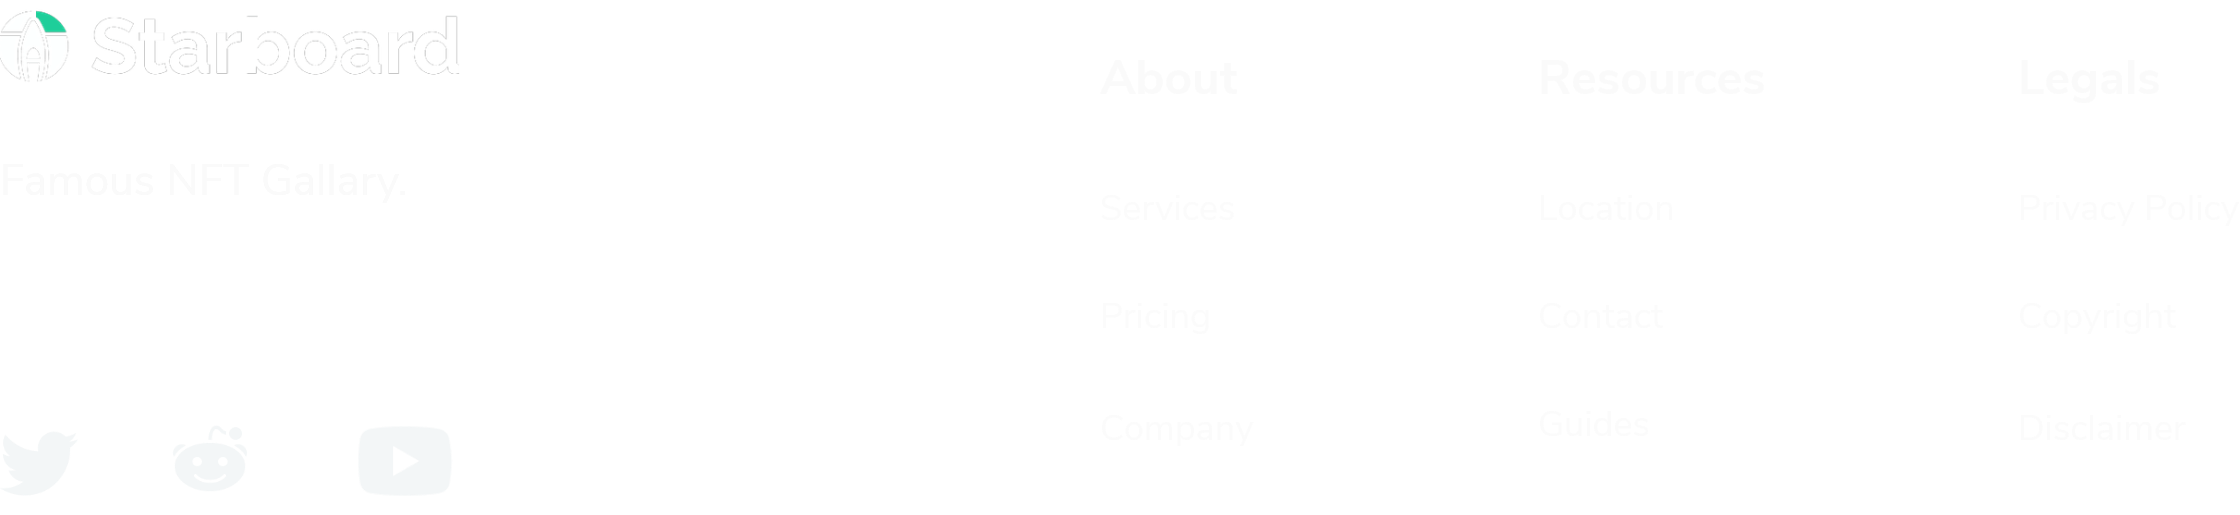 Starboard
Famous NFT Gallary.
About
Services
Pricing
Company
Resources
Location
Contact
Guides
Legals
Privacy Policy
Copyright
Disclaimer